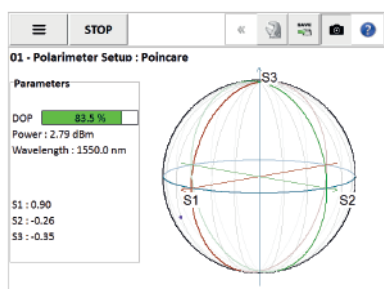 STOP
SAVE
01 - Polarimeter Setup : Poincare
Parameters
DOP 83.5 %
Power : 2.79 dBm
Wavelength : 1550.0 nm
S1 : 0.90
S2 : -0.26
S3 : -0.35
S3
S1
S2